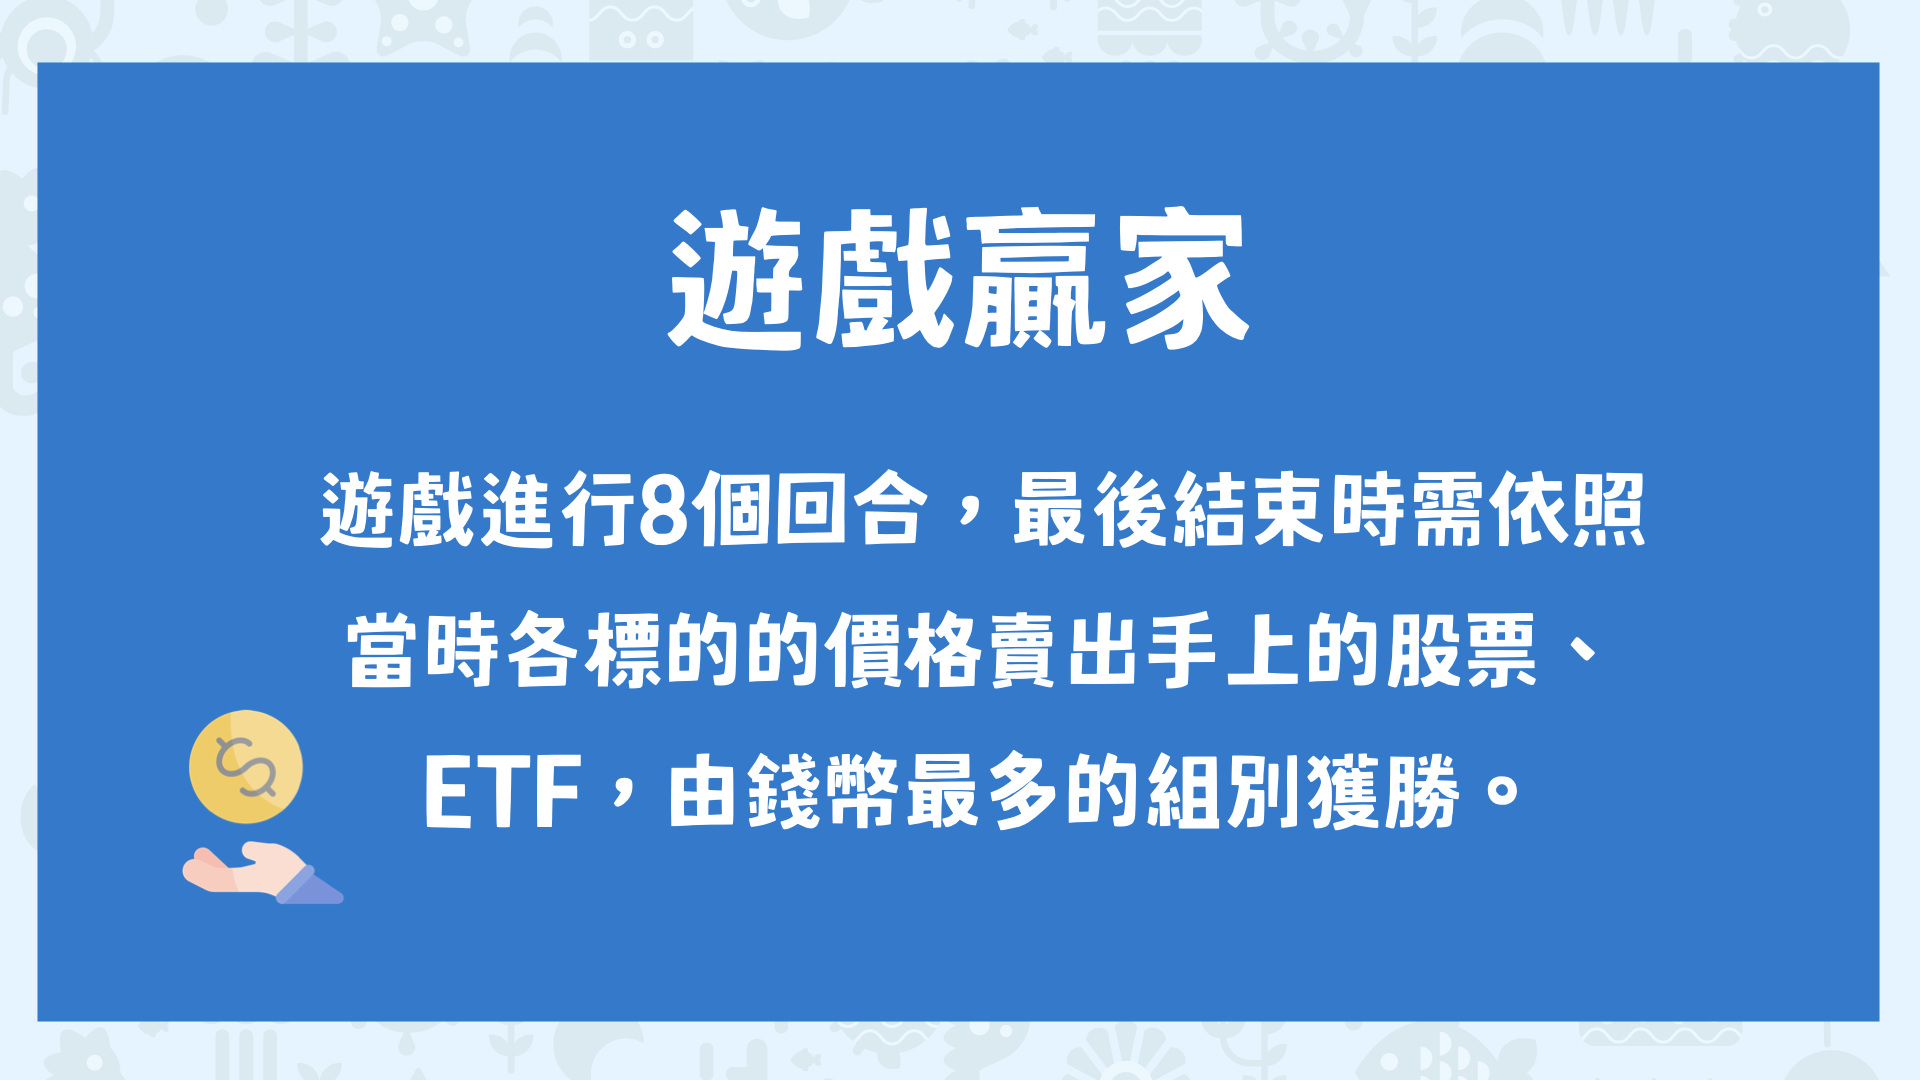 遊戲贏家
遊戲進行8個回合，最後結束時需依照
當時各標的的價格賣出手上的股票、
ETF，由錢幣最多的組別獲勝。